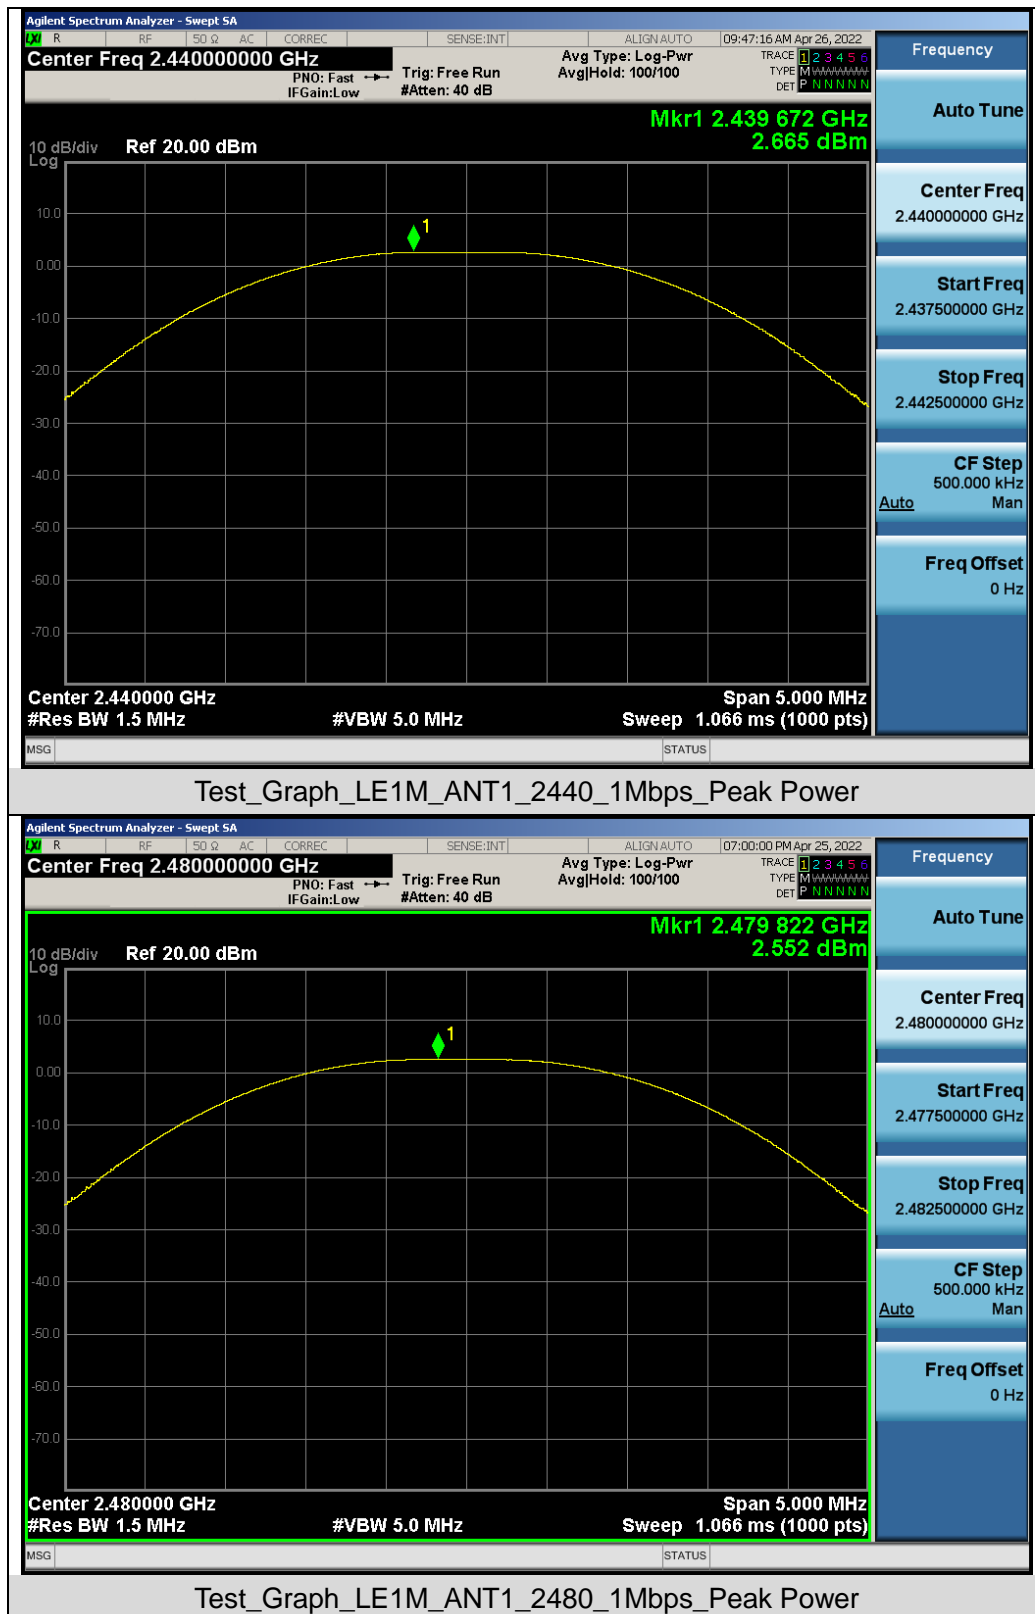 Agilent Spectrum Analyzer - Swept SA
LXI R RF 50 Ω AC CORREC SENSE:INT ALIGN AUTO 09:47:16 AM Apr 26, 2022
Center Freq 2.440000000 GHz
PNO: Fast
IFGain:Low
Trig: Free Run
#Atten: 40 dB
Avg Type: Log-Pwr
Avg|Hold: 100/100
TRACE 1 2 3 4 5 6
TYPE M WWWWW
DET P N N N N N
Mkr1 2.439 672 GHz
2.665 dBm
10 dB/div Ref 20.00 dBm
Log
10.0
1
0.00
-10.0
-20.0
-30.0
-40.0
-50.0
-60.0
-70.0
Center 2.440000 GHz Span 5.000 MHz
#Res BW 1.5 MHz #VBW 5.0 MHz Sweep 1.066 ms (1000 pts)
MSG STATUS
Frequency
Auto Tune
Center Freq
2.440000000 GHz
Start Freq
2.437500000 GHz
Stop Freq
2.442500000 GHz
CF Step
500.000 kHz
Auto Man
Freq Offset
0 Hz
Test_Graph_LE1M_ANT1_2440_1Mbps_Peak Power
Agilent Spectrum Analyzer - Swept SA
LXI R RF 50 Ω AC CORREC SENSE:INT ALIGN AUTO 07:00:00 PM Apr 25, 2022
Center Freq 2.480000000 GHz
PNO: Fast
IFGain:Low
Trig: Free Run
#Atten: 40 dB
Avg Type: Log-Pwr
Avg|Hold: 100/100
TRACE 1 2 3 4 5 6
TYPE M WWWWW
DET P N N N N N
Mkr1 2.479 822 GHz
2.552 dBm
10 dB/div Ref 20.00 dBm
Log
10.0
1
0.00
-10.0
-20.0
-30.0
-40.0
-50.0
-60.0
-70.0
Center 2.480000 GHz Span 5.000 MHz
#Res BW 1.5 MHz #VBW 5.0 MHz Sweep 1.066 ms (1000 pts)
MSG STATUS
Frequency
Auto Tune
Center Freq
2.480000000 GHz
Start Freq
2.477500000 GHz
Stop Freq
2.482500000 GHz
CF Step
500.000 kHz
Auto Man
Freq Offset
0 Hz
Test_Graph_LE1M_ANT1_2480_1Mbps_Peak Power